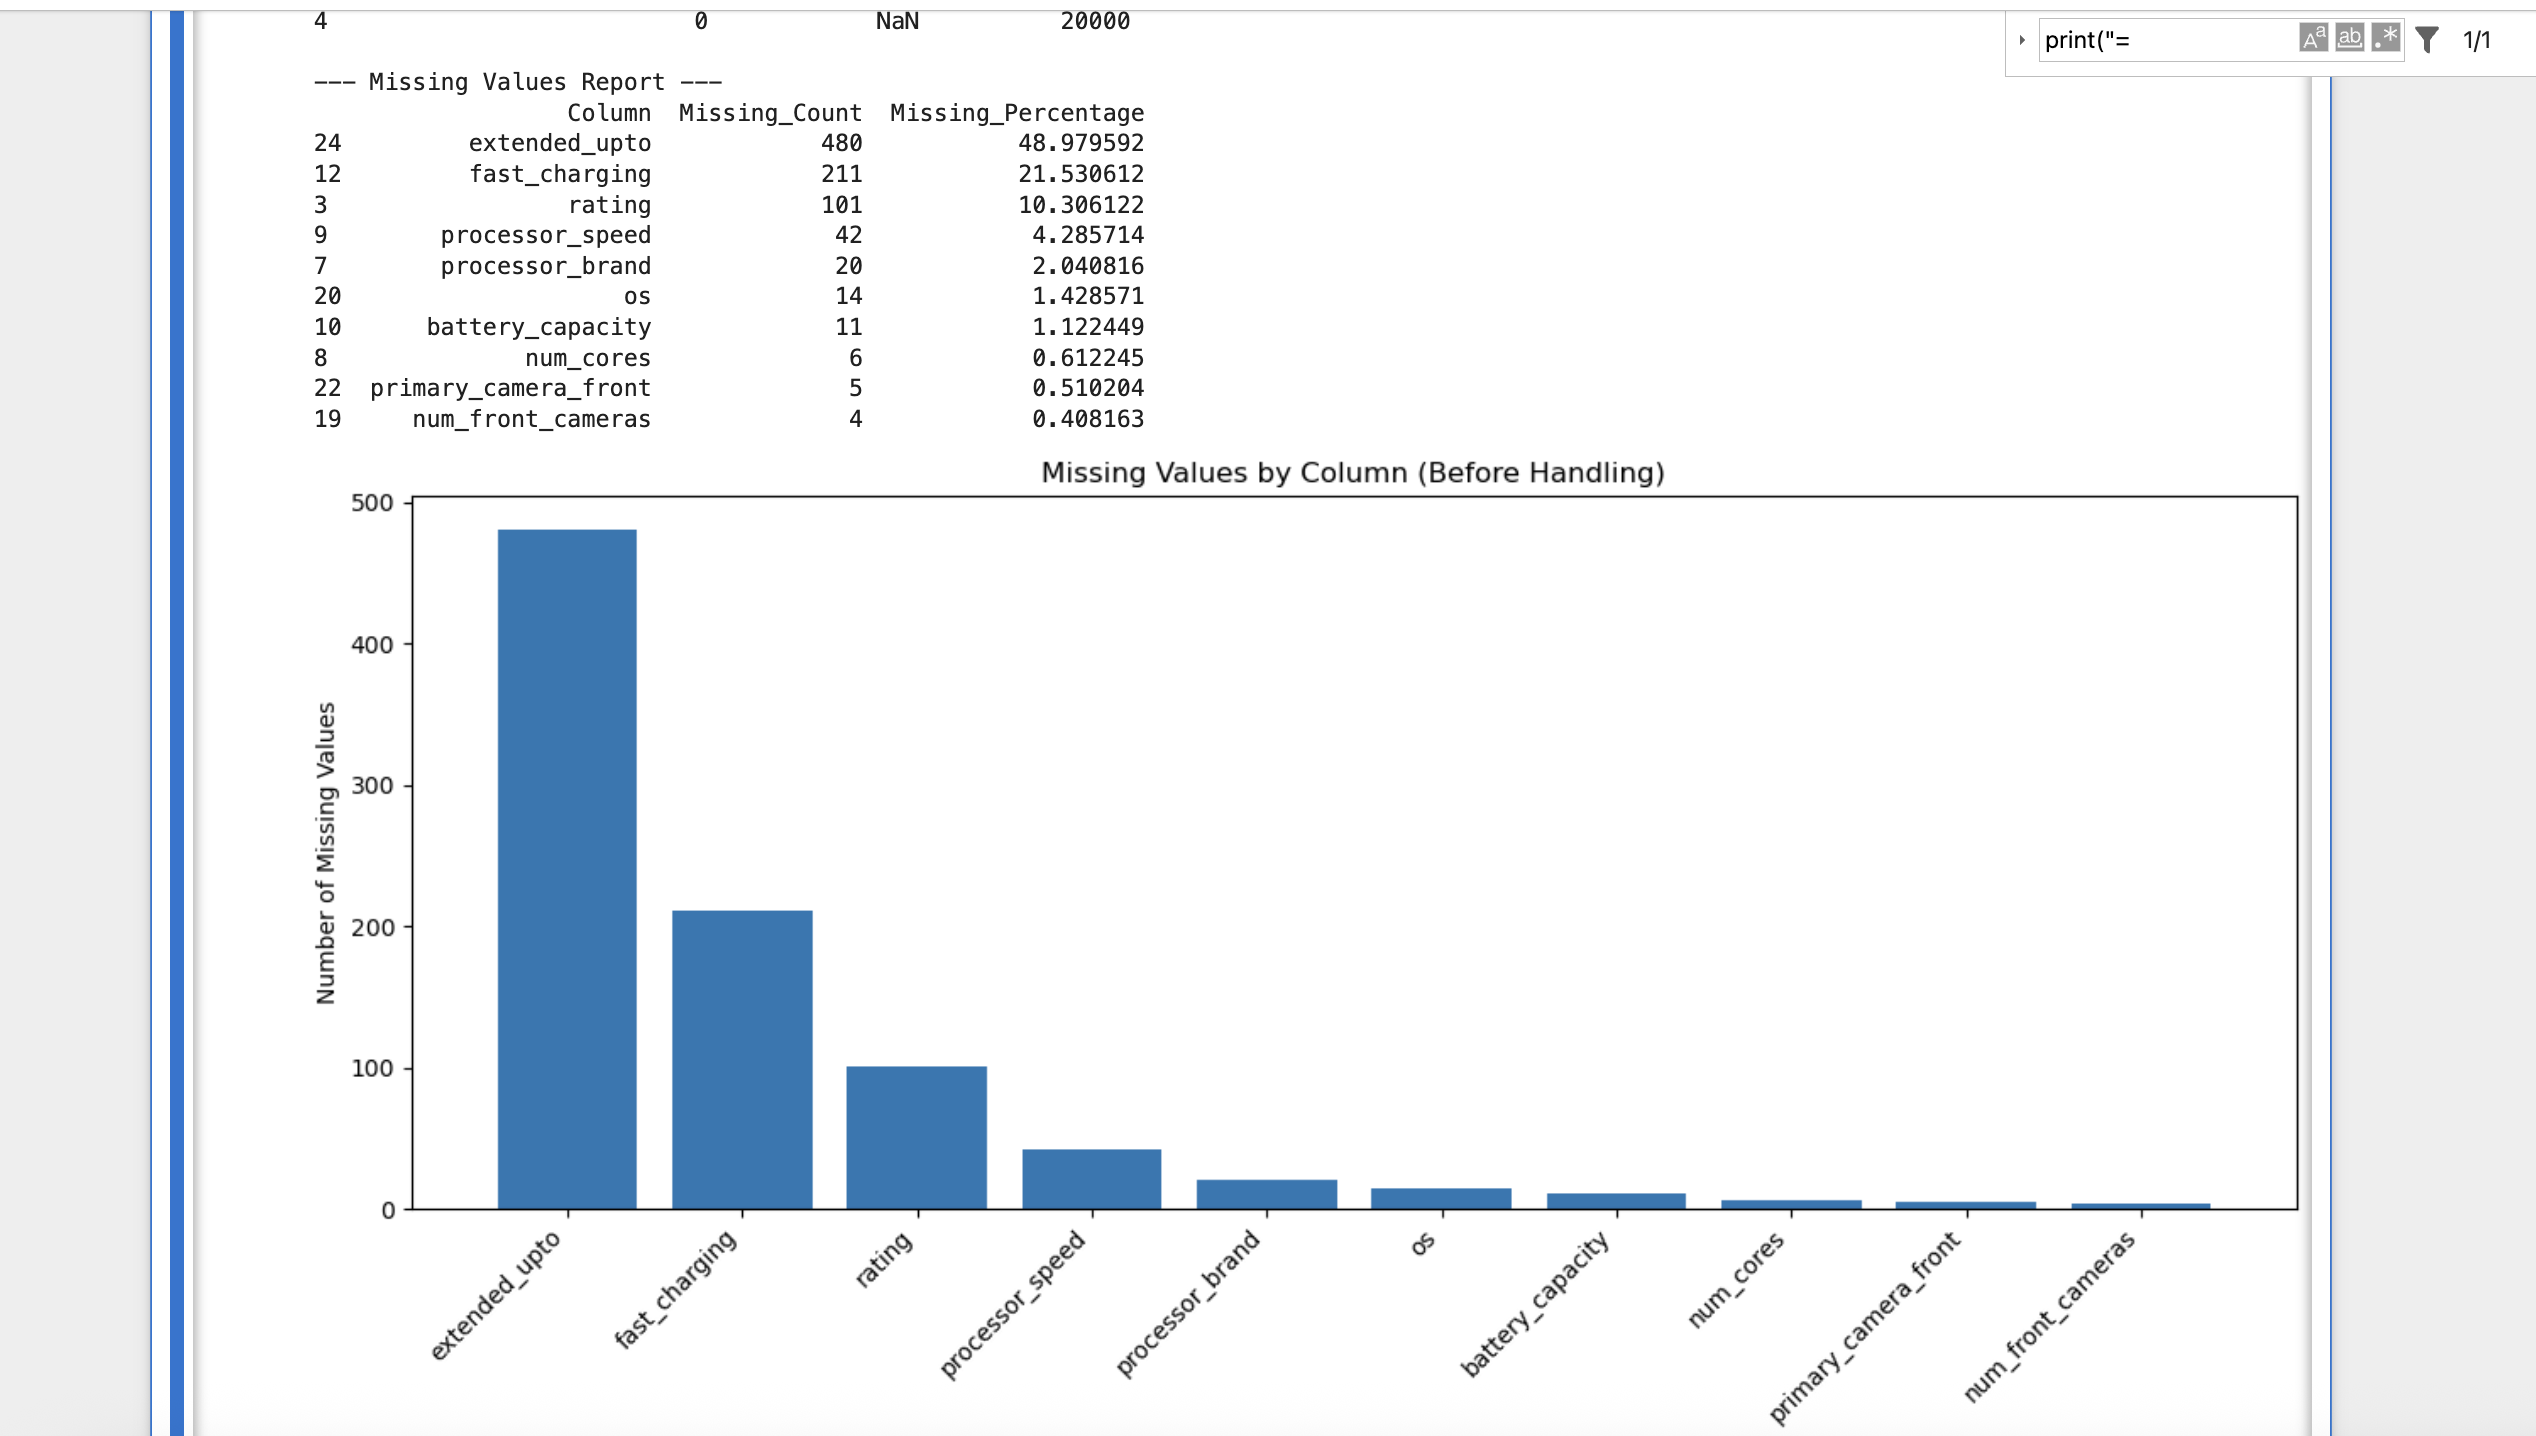 4 0 NaN 20000
print("=
1/1
--- Missing Values Report ---
Column Missing_Count Missing_Percentage
24 extended_upto 480 48.979592
12 fast_charging 211 21.530612
3 rating 101 10.306122
9 processor_speed 42 4.285714
7 processor_brand 20 2.040816
20 os 14 1.428571
10 battery_capacity 11 1.122449
8 num_cores 6 0.612245
22 primary_camera_front 5 0.510204
19 num_front_cameras 4 0.408163
Missing Values by Column (Before Handling)
Number of Missing Values
500
400
300
200
100
0
extended_upto
fast_charging
rating
processor_speed
processor_brand
os
battery_capacity
num_cores
primary_camera_front
num_front_cameras